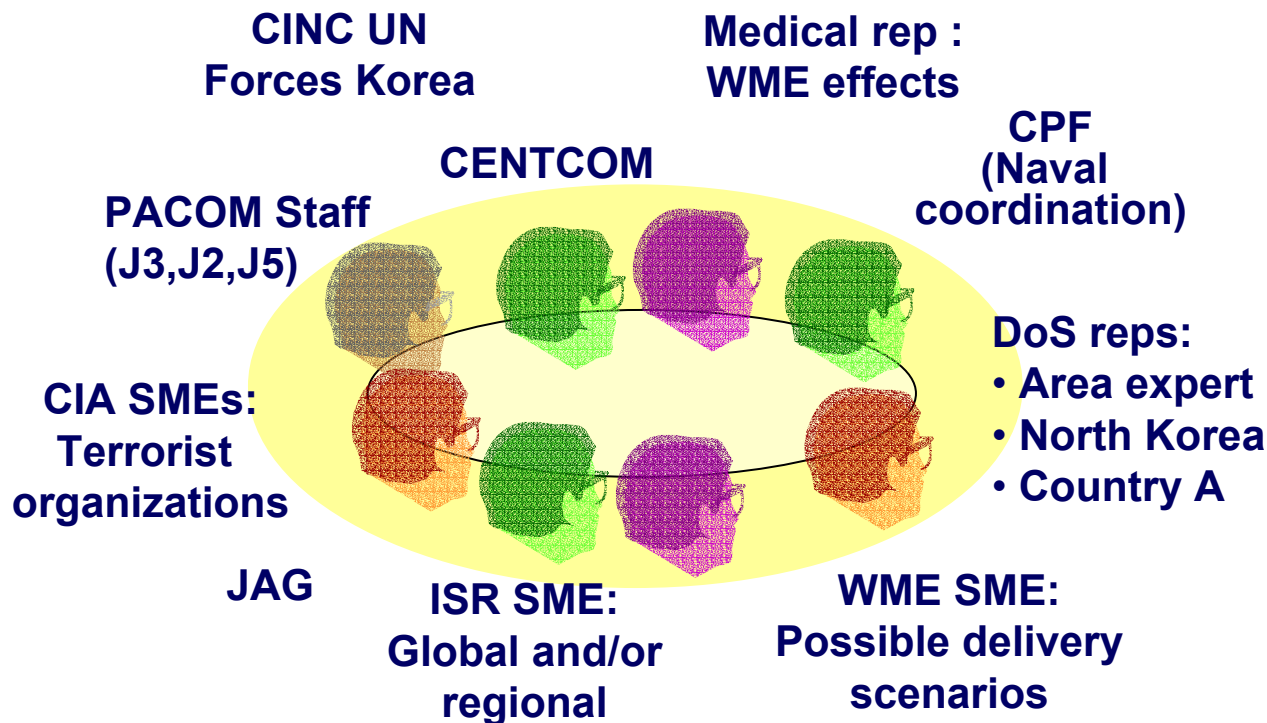 CINC UN
Forces Korea
Medical rep :
WME effects
CPF
(Naval
coordination)
CENTCOM
PACOM Staff
(J3,J2,J5)
DoS reps:
• Area expert
• North Korea
• Country A
CIA SMEs:
Terrorist
organizations
JAG
ISR SME:
Global and/or
regional
WME SME:
Possible delivery
scenarios